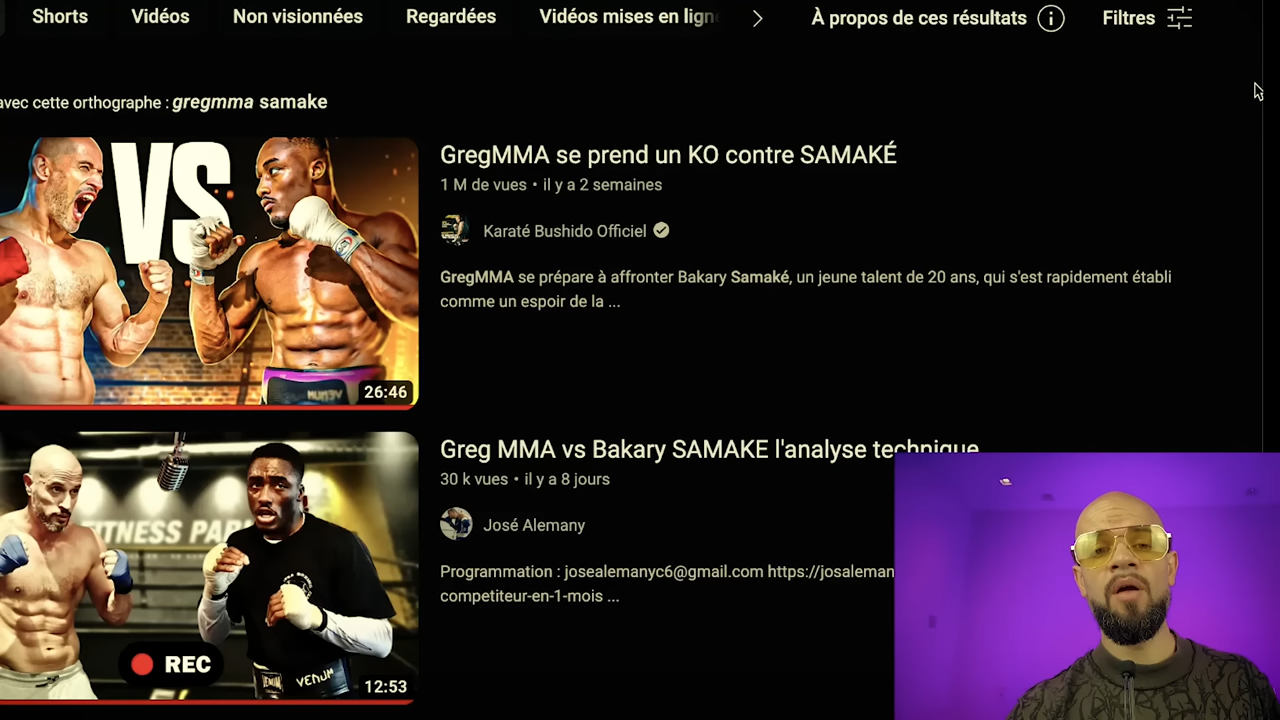 Shorts Vidéos Non visionnées Regardées Vidéos mises en ligne À propos de ces résultats Filtres
avec cette orthographe : gregmma samake
VS
GregMMA se prend un KO contre SAMAKÉ
1 M de vues • il y a 2 semaines
Karaté Bushido Officiel
GregMMA se prépare à affronter Bakary Samaké, un jeune talent de 20 ans, qui s'est rapidement établi
comme un espoir de la ...
VENUM
26:46
Greg MMA vs Bakary SAMAKE l'analyse technique
30 k vues • il y a 8 jours
José Alemany
FITNESS PAR
Programmation : josealemanyc6@gmail.com https://josaleman
competiteur-en-1-mois ...
REC
VENUM
VENUM
12:53